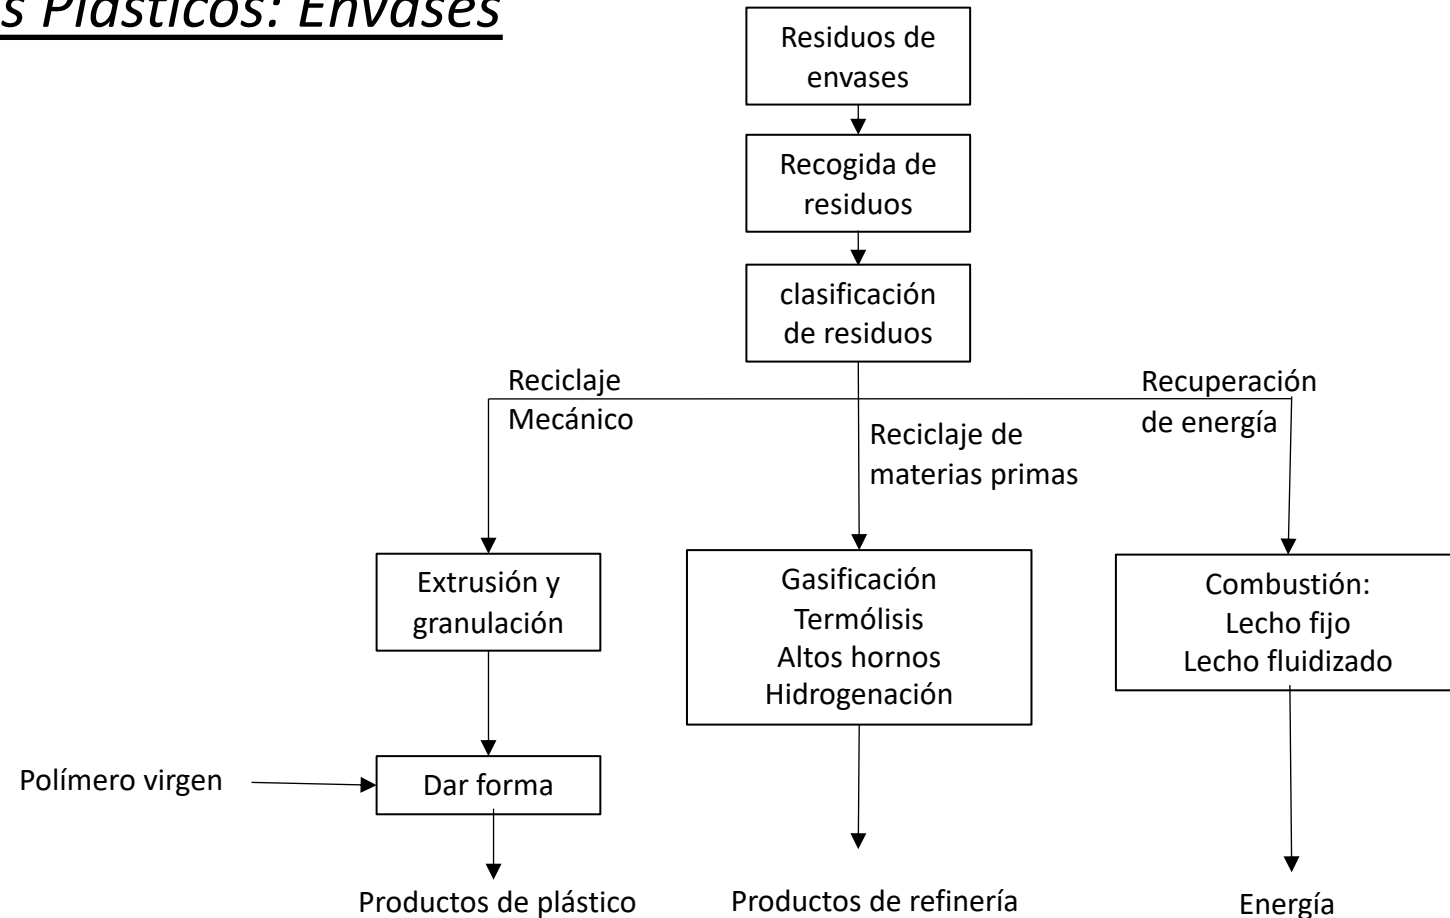 s Plásticos: Envases
Residuos de
envases
Recogida de
residuos
clasificación
de residuos
Reciclaje
Mecánico
Reciclaje de
materias primas
Recuperación
de energía
Extrusión y
granulación
Gasificación
Termólisis
Altos hornos
Hidrogenación
Combustión:
Lecho fijo
Lecho fluidizado
Polímero virgen
Dar forma
Productos de plástico
Productos de refinería
Energía